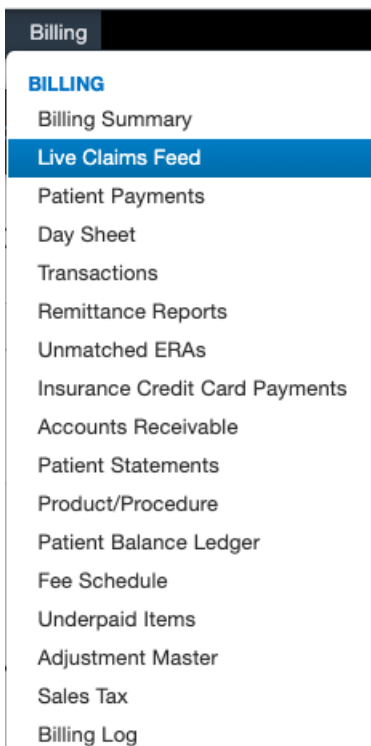 Billing
BILLING
Billing Summary
Live Claims Feed
Patient Payments
Day Sheet
Transactions
Remittance Reports
Unmatched ERAs
Insurance Credit Card Payments
Accounts Receivable
Patient Statements
Product/Procedure
Patient Balance Ledger
Fee Schedule
Underpaid Items
Adjustment Master
Sales Tax
Billing Log